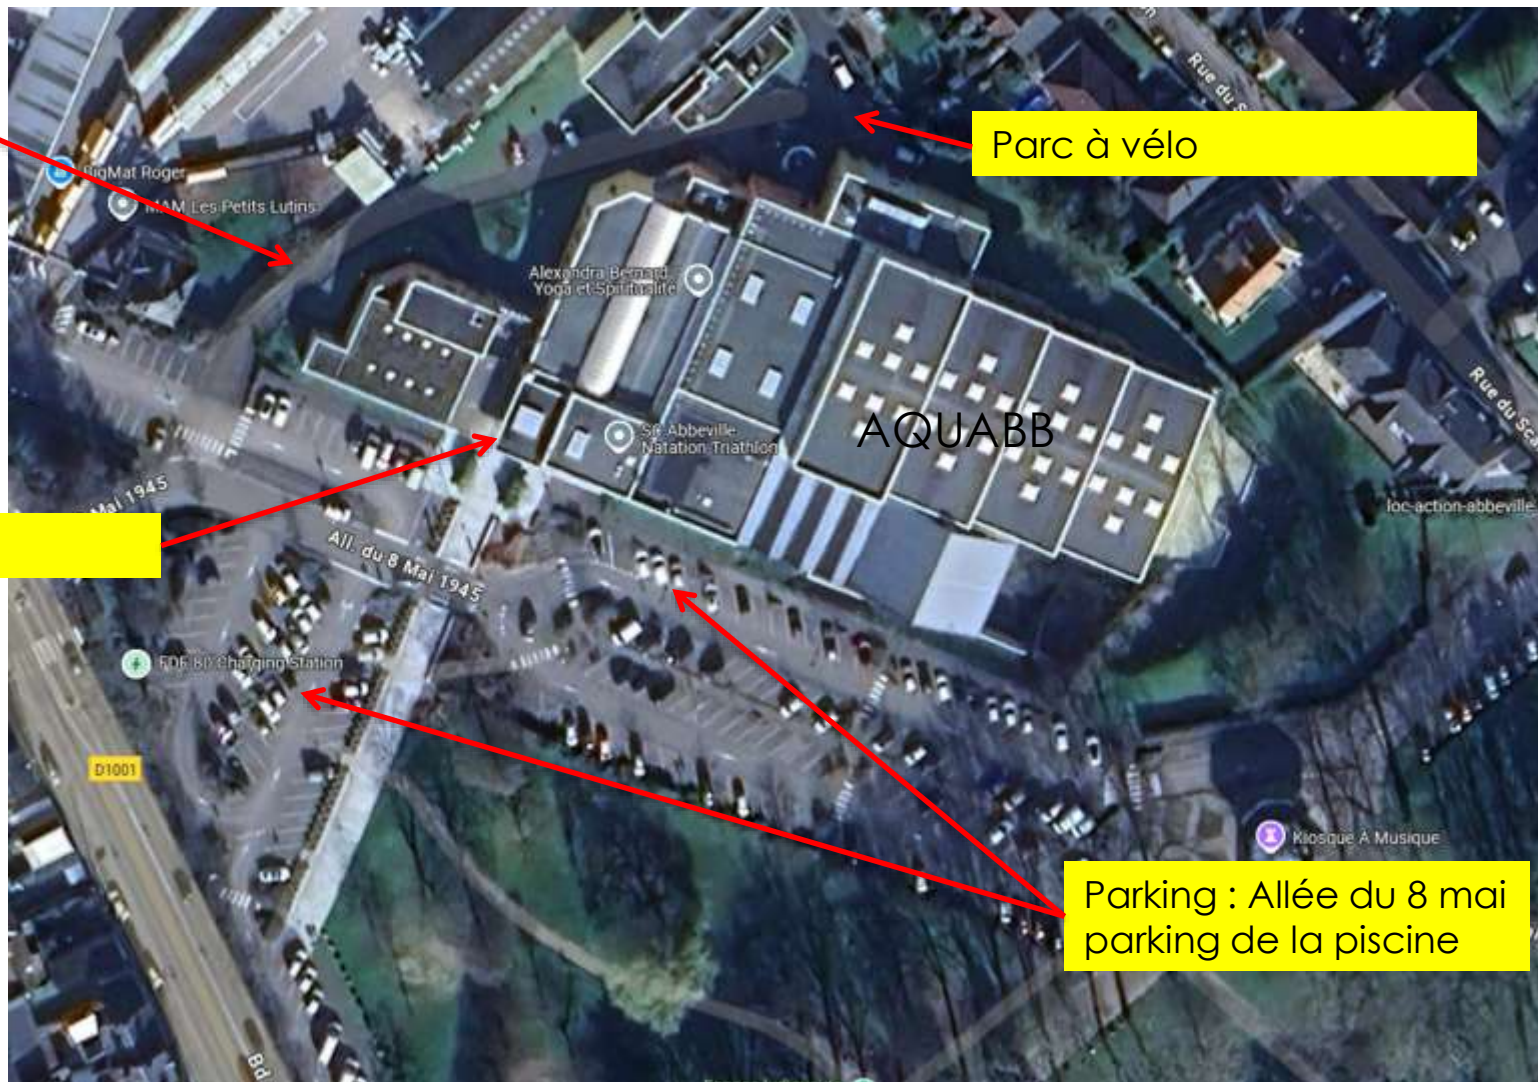 Rue du S
Parc à vélo
BigMat Roger
MAM Les Petits Lutins
Alexandra Bernard
Yoga et Spiritualité
Rue du Sca
AQUABB
SC Abbeville
Natation Triathlon
Mai 1945
loc-action-abbeville
All. du 8 Mai 1945
EDF BD Charging Station
D1001
Kiosque À Musique
Parking : Allée du 8 mai
parking de la piscine
Bd